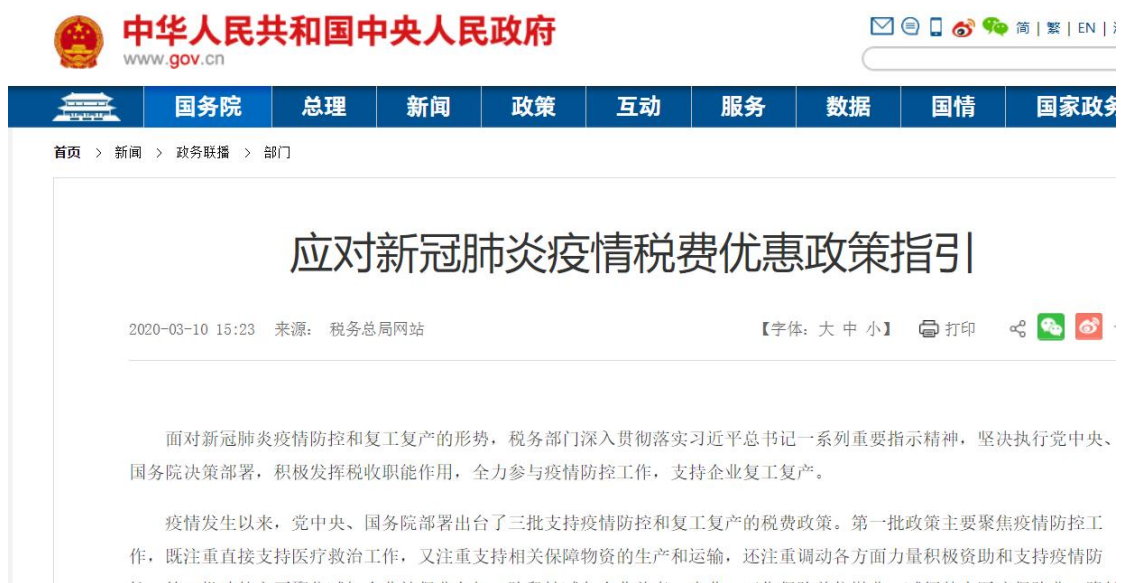 中华人民共和国中央人民政府
www.gov.cn
简 | 繁 | EN |
国务院 总理 新闻 政策 互动 服务 数据 国情 国家政务
首页 > 新闻 > 政务联播 > 部门
应对新冠肺炎疫情税费优惠政策指引
2020-03-10 15:23 来源： 税务总局网站 【字体：大 中 小】 打印
面对新冠肺炎疫情防控和复工复产的形势，税务部门深入贯彻落实习近平总书记一系列重要指示精神，坚决执行党中央、
国务院决策部署，积极发挥税收职能作用，全力参与疫情防控工作，支持企业复工复产。
疫情发生以来，党中央、国务院部署出台了三批支持疫情防控和复工复产的税费政策。第一批政策主要聚焦疫情防控工
作，既注重直接支持医疗救治工作，又注重支持相关保障物资的生产和运输，还注重调动各方面力量积极资助和支持疫情防